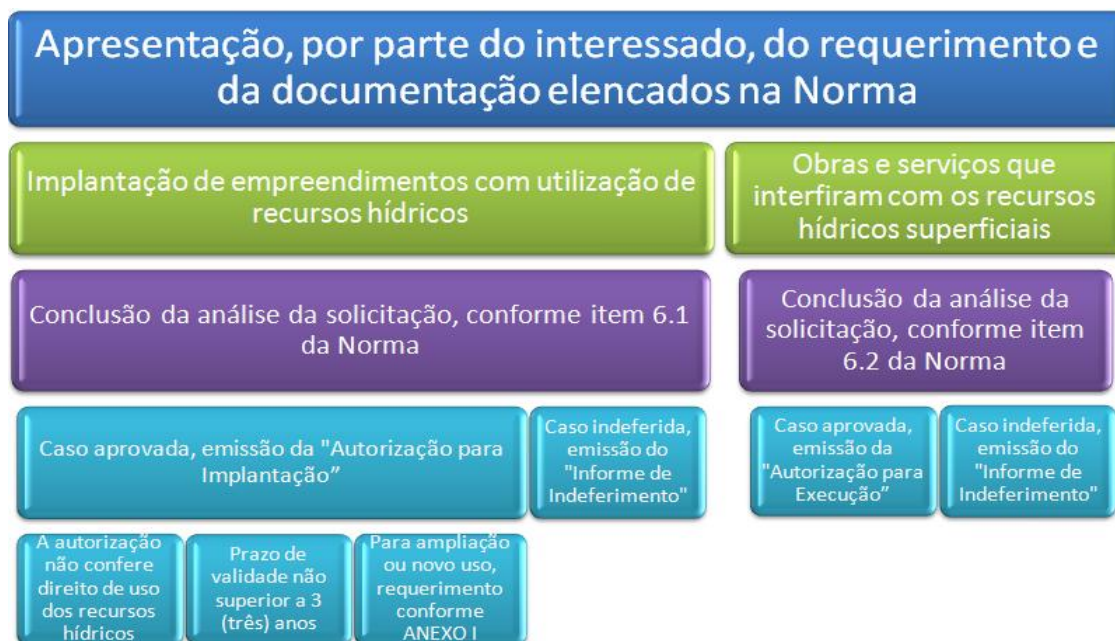 Apresentação, por parte do interessado, do requerimento e
da documentação elencados na Norma
Implantação de empreendimentos com utilização de
recursos hídricos
Obras e serviços que
interfiram com os recursos
hídricos superficiais
Conclusão da análise da solicitação, conforme item 6.1
da Norma
Conclusão da análise da
solicitação, conforme item
6.2 da Norma
Caso aprovada, emissão da "Autorização para
Implantação”
Caso indeferida,
emissão do
"Informe de
Indeferimento"
Caso aprovada,
emissão da
"Autorização para
Execução”
Caso indeferida,
emissão do
"Informe de
Indeferimento"
A autorização
não confere
direito de uso
dos recursos
hídricos
Prazo de
validade não
superior a 3
(três) anos
Para ampliação
ou novo uso,
requerimento
conforme
ANEXO I